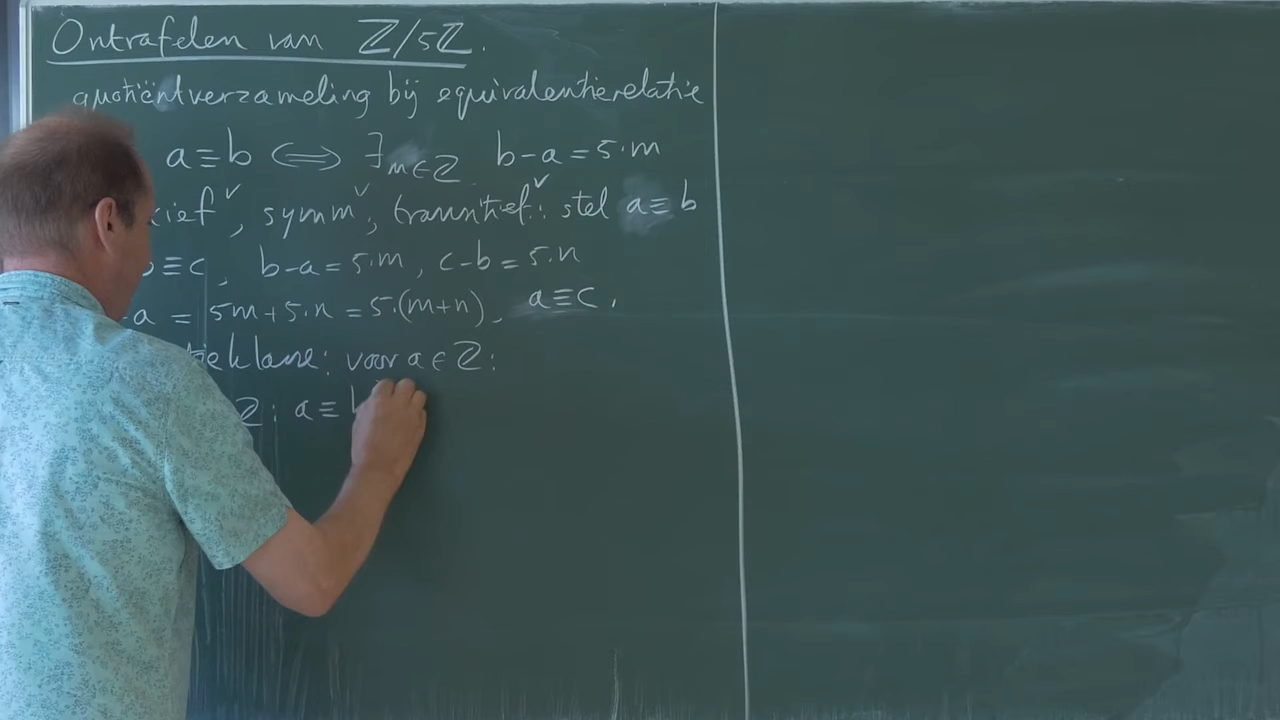 Ontrafelen van ℤ/5ℤ.
quotiëntverzameling bij equivalentierelatie
a≡b ⟺ ∃m∈ℤ b-a=5·m
symm ✓, transitief ✓: stel a≡b
≡c, b-a=5·m, c-b=5·n
a = 5m+5·n=5·(m+n), a≡c.
voor a∈ℤ:
ℤ: a≡